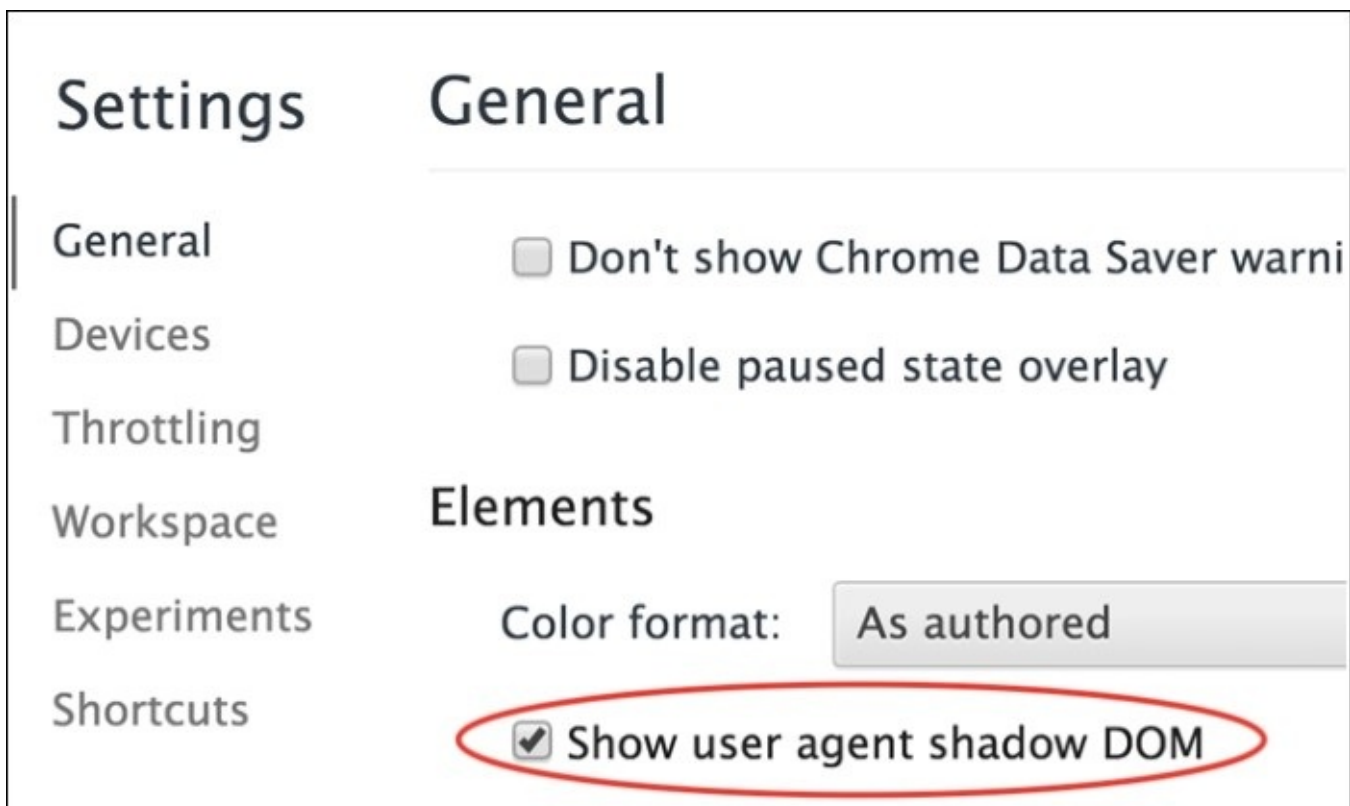 Settings
General
Devices
Throttling
Workspace
Experiments
Shortcuts
General
Don't show Chrome Data Saver warni
Disable paused state overlay
Elements
Color format: As authored
Show user agent shadow DOM